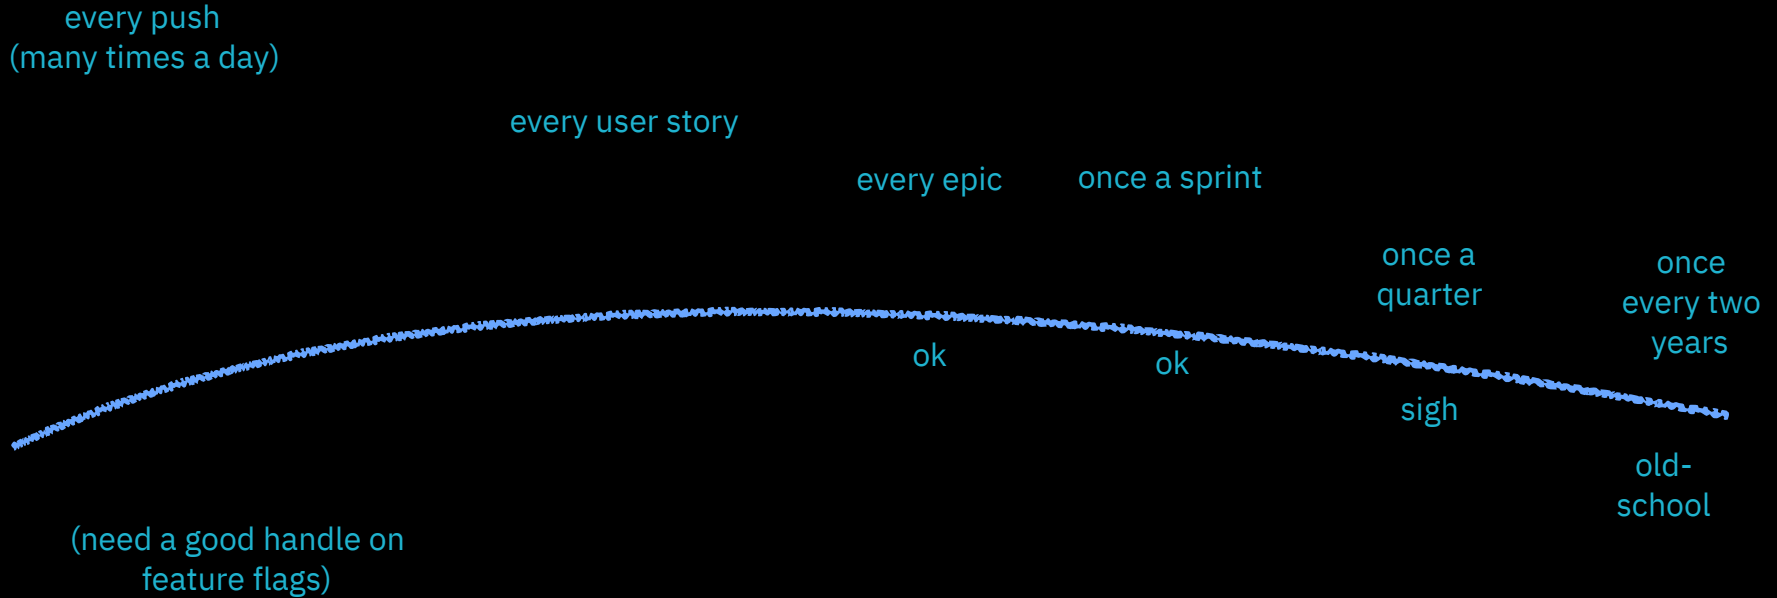 every push
(many times a day)
every user story
every epic
once a sprint
once a
quarter
once
every two
years
ok
ok
sigh
old-
school
(need a good handle on
feature flags)